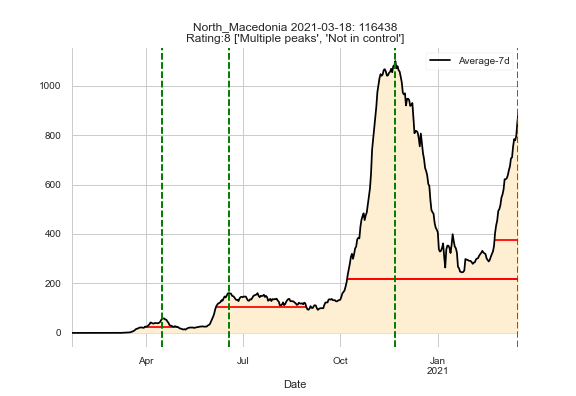 North_Macedonia 2021-03-18: 116438
Rating:8 ['Multiple peaks', 'Not in control']
Average-7d
1000
800
600
400
200
0
Apr
Jul
Oct
Jan
2021
Date